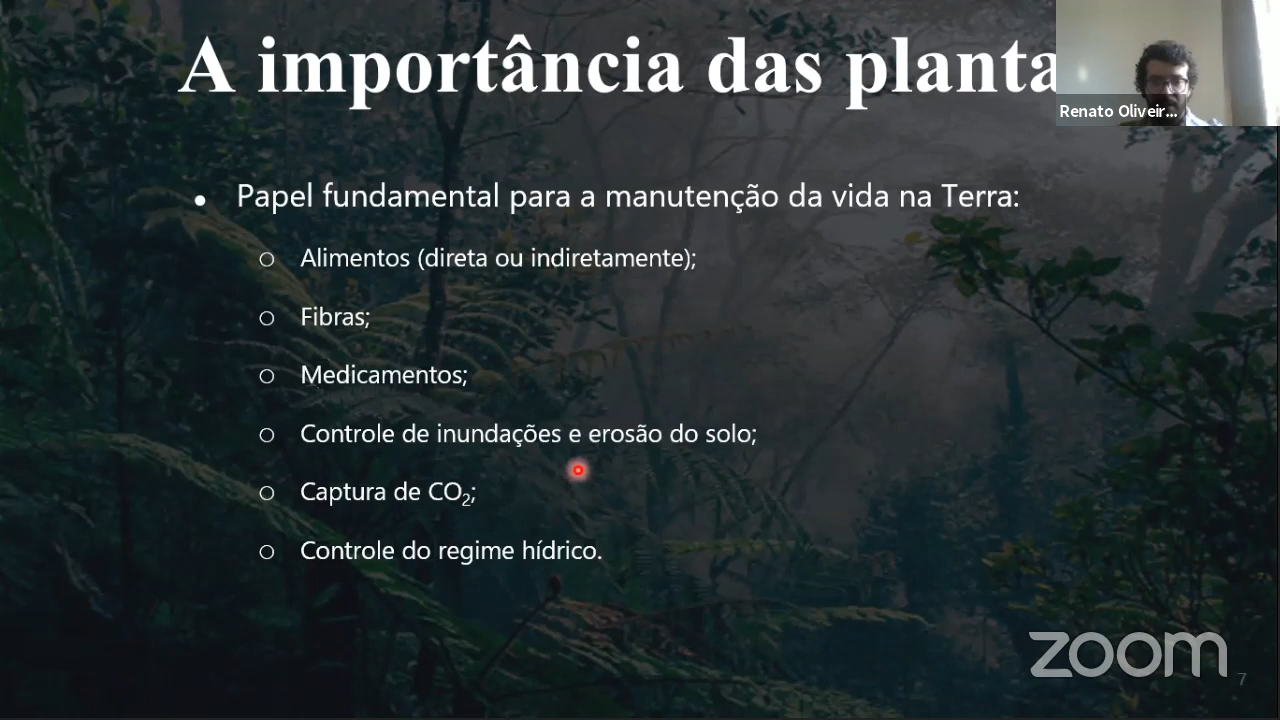 A importância das planta
Renato Oliveir...
• Papel fundamental para a manutenção da vida na Terra:
○ Alimentos (direta ou indiretamente);
○ Fibras;
○ Medicamentos;
○ Controle de inundações e erosão do solo;
○ Captura de CO₂;
○ Controle do regime hídrico.
zoom
7